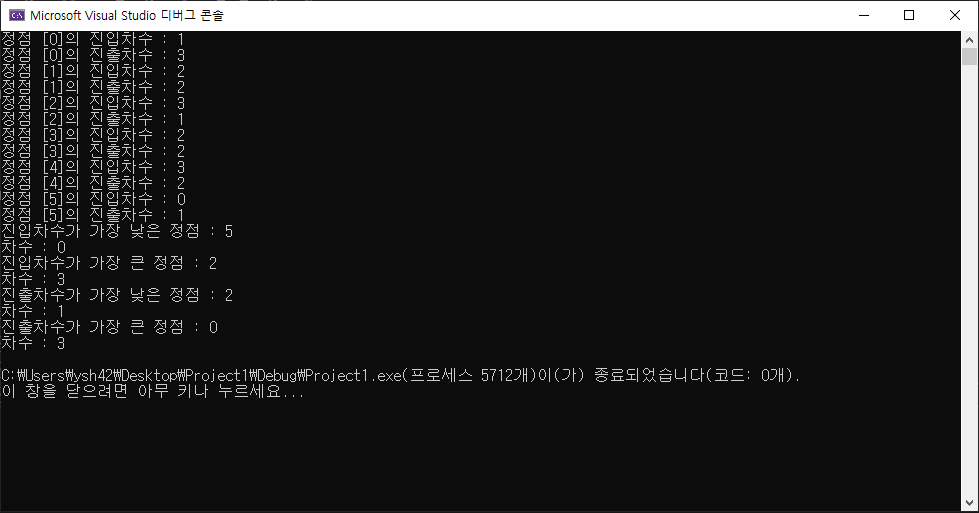 Microsoft Visual Studio 디버그 콘솔
정점 [0]의 진입차수 : 1
정점 [0]의 진출차수 : 3
정점 [1]의 진입차수 : 2
정점 [1]의 진출차수 : 2
정점 [2]의 진입차수 : 3
정점 [2]의 진출차수 : 1
정점 [3]의 진입차수 : 2
정점 [3]의 진출차수 : 2
정점 [4]의 진입차수 : 3
정점 [4]의 진출차수 : 2
정점 [5]의 진입차수 : 0
정점 [5]의 진출차수 : 1
진입차수가 가장 낮은 정점 : 5
차수 : 0
진입차수가 가장 큰 정점 : 2
차수 : 3
진출차수가 가장 낮은 정점 : 2
차수 : 1
진출차수가 가장 큰 정점 : 0
차수 : 3
C:₩Users₩ysh42₩Desktop₩Project1₩Debug₩Project1.exe(프로세스 5712개)이(가) 종료되었습니다(코드: 0개).
이 창을 닫으려면 아무 키나 누르세요...